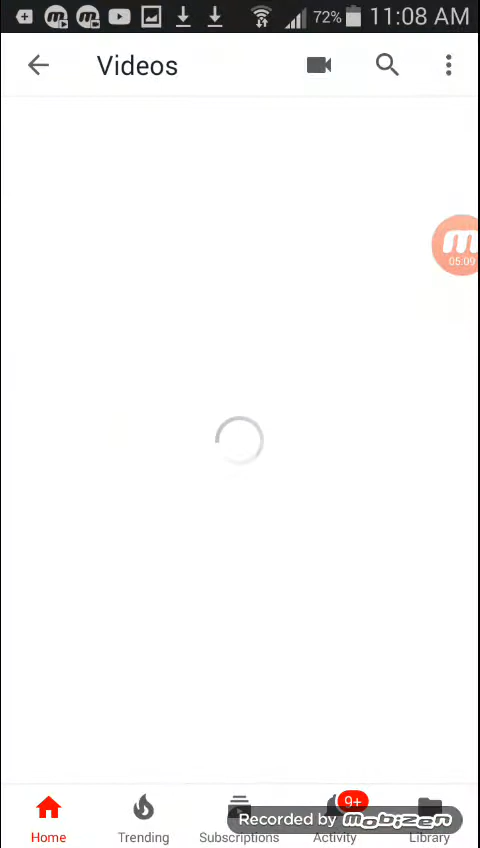 72% 11:08 AM
Videos
m
05:09
9+
Recorded by mobizen
Home Trending Subscriptions Activity Library